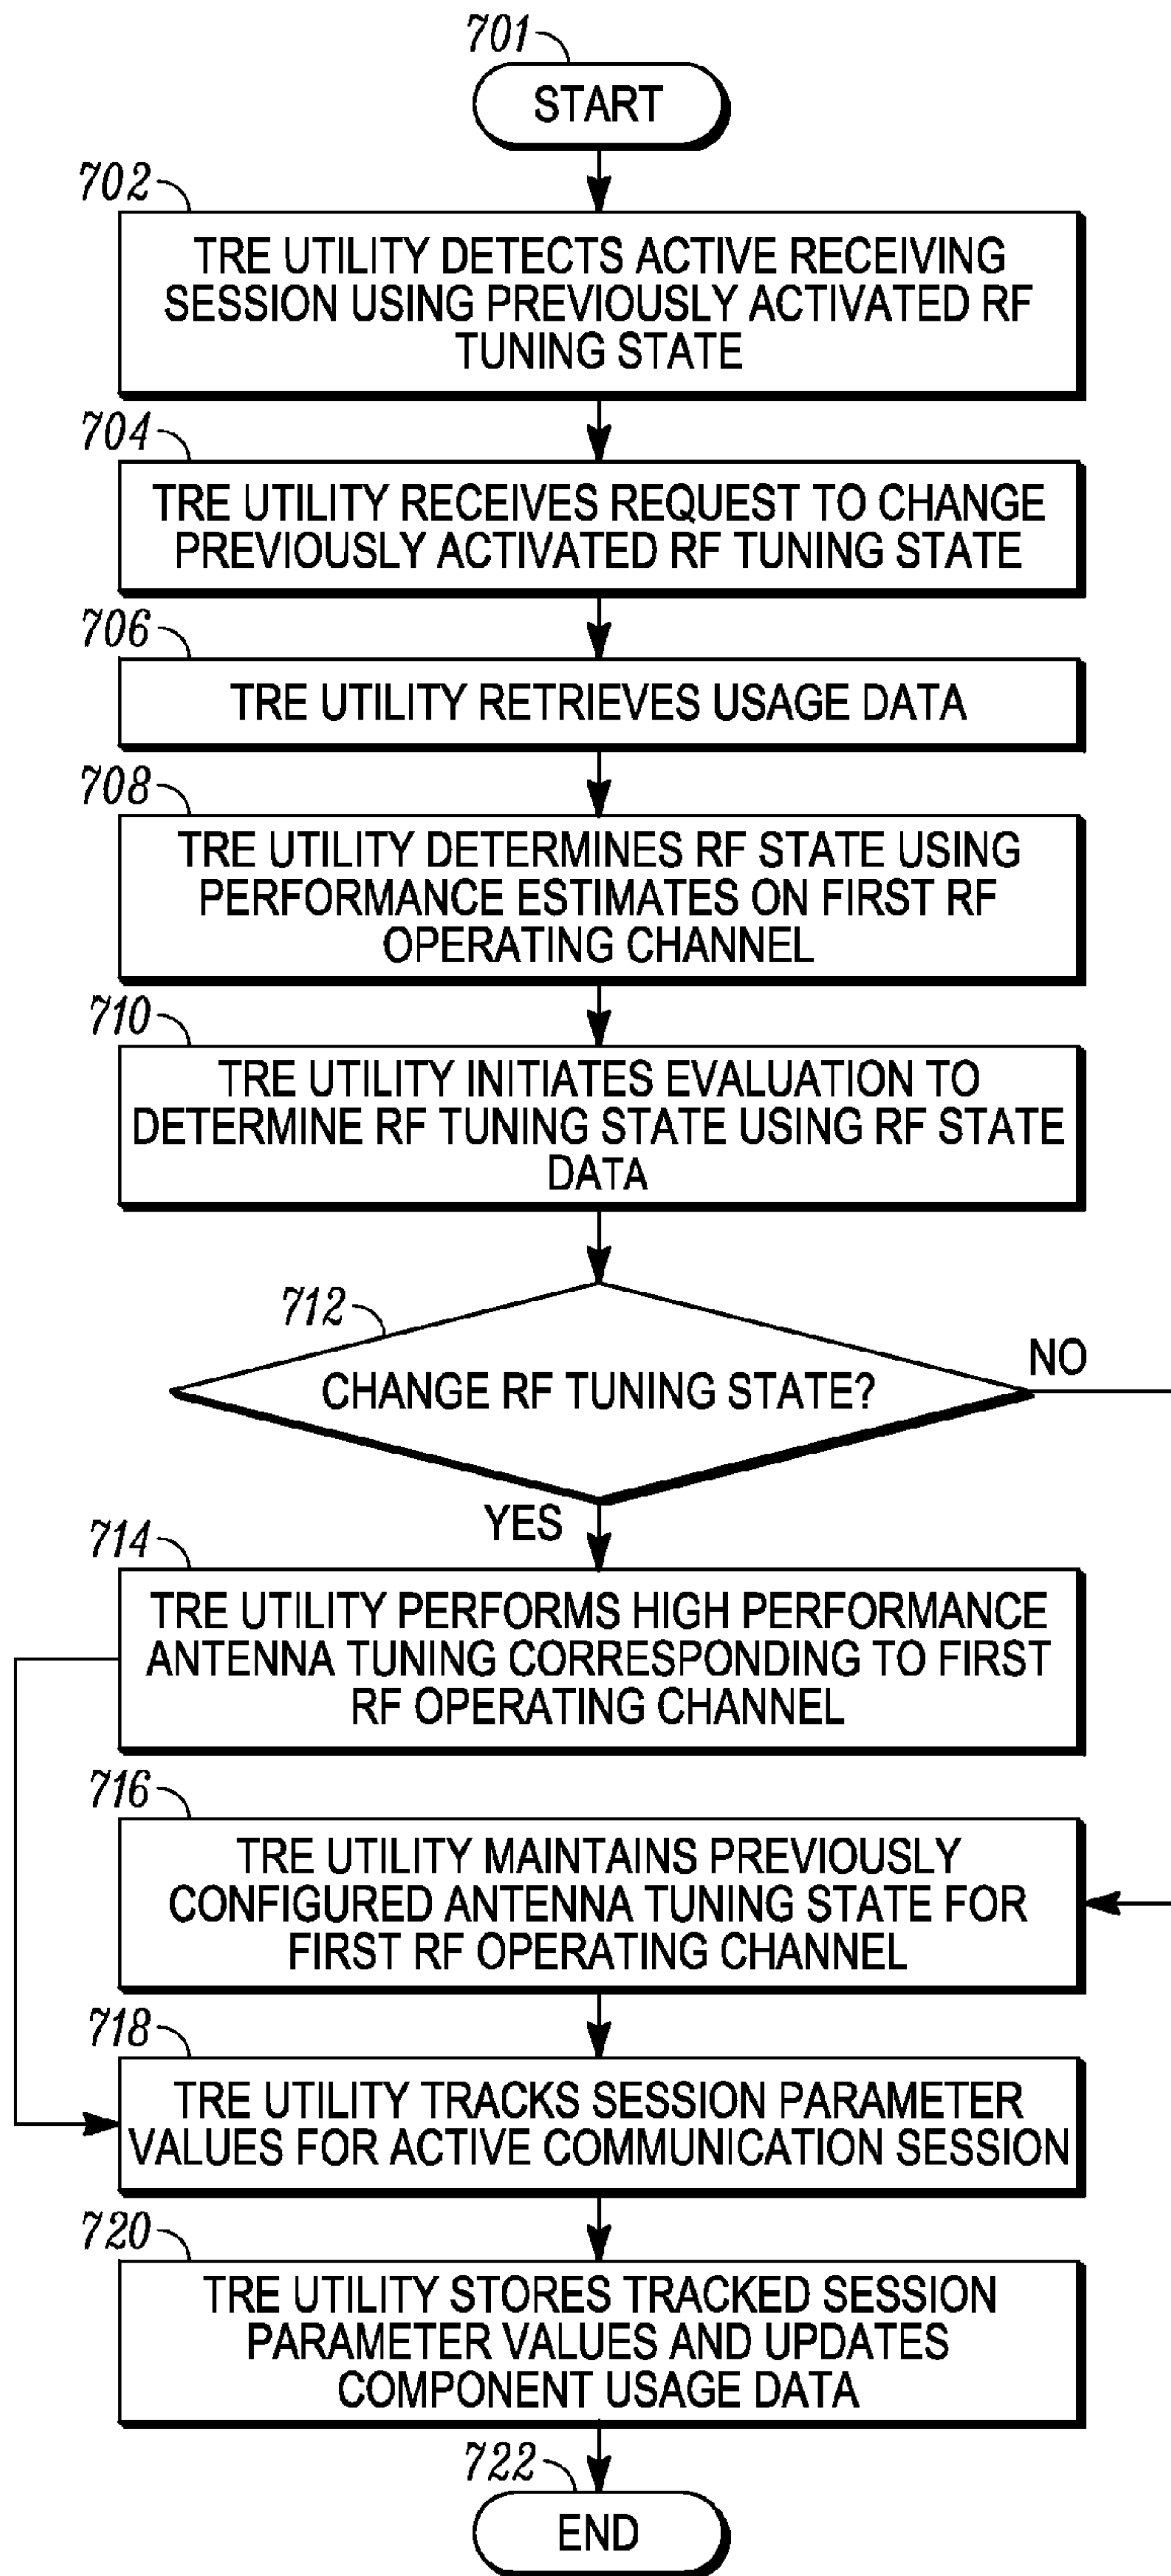 701
START
702
TRE UTILITY DETECTS ACTIVE RECEIVING
SESSION USING PREVIOUSLY ACTIVATED RF
TUNING STATE
704
TRE UTILITY RECEIVES REQUEST TO CHANGE
PREVIOUSLY ACTIVATED RF TUNING STATE
706
TRE UTILITY RETRIEVES USAGE DATA
708
TRE UTILITY DETERMINES RF STATE USING
PERFORMANCE ESTIMATES ON FIRST RF
OPERATING CHANNEL
710
TRE UTILITY INITIATES EVALUATION TO
DETERMINE RF TUNING STATE USING RF STATE
DATA
712
CHANGE RF TUNING STATE?
NO
YES
714
TRE UTILITY PERFORMS HIGH PERFORMANCE
ANTENNA TUNING CORRESPONDING TO FIRST
RF OPERATING CHANNEL
716
TRE UTILITY MAINTAINS PREVIOUSLY
CONFIGURED ANTENNA TUNING STATE FOR
FIRST RF OPERATING CHANNEL
718
TRE UTILITY TRACKS SESSION PARAMETER
VALUES FOR ACTIVE COMMUNICATION SESSION
720
TRE UTILITY STORES TRACKED SESSION
PARAMETER VALUES AND UPDATES
COMPONENT USAGE DATA
722
END